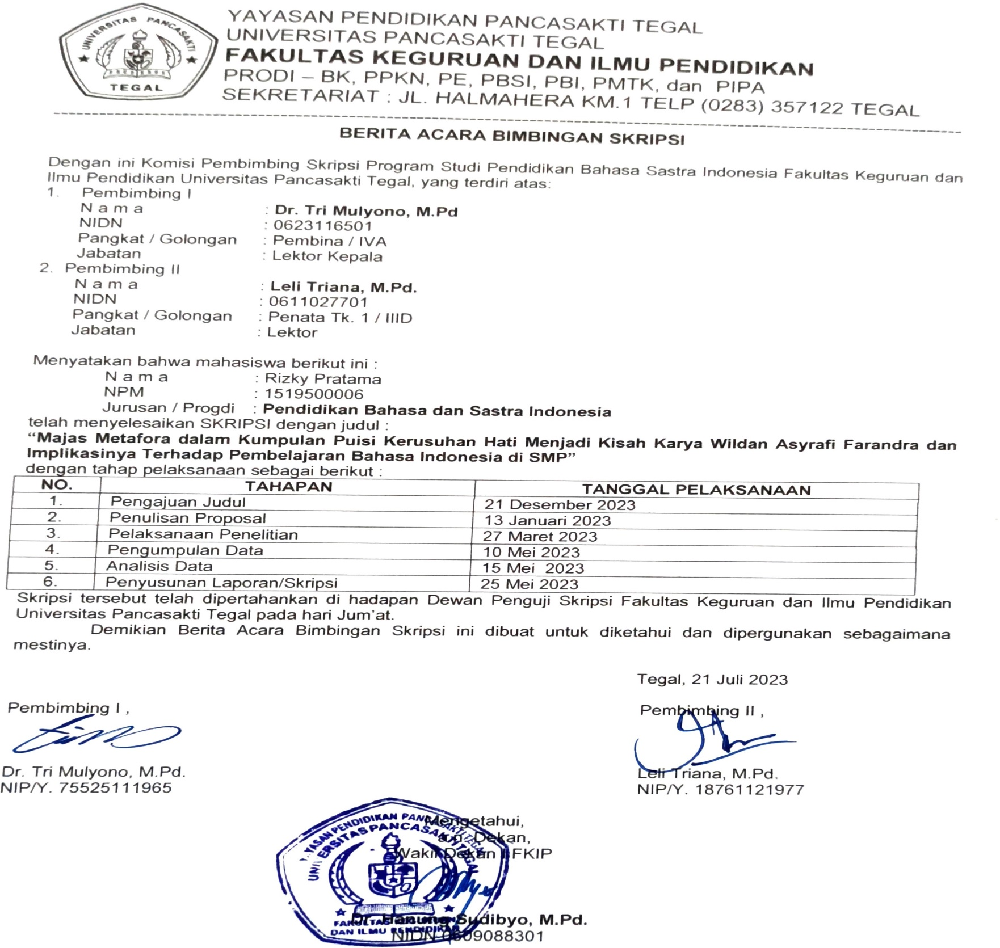 UNIVERSITAS PANCASAKTI
TEGAL
YAYASAN PENDIDIKAN PANCASAKTI TEGAL
UNIVERSITAS PANCASAKTI TEGAL
FAKULTAS KEGURUAN DAN ILMU PENDIDIKAN
PRODI – BK, PPKN, PE, PBSI, PBI, PMTK, dan PIPA
SEKRETARIAT : JL. HALMAHERA KM.1 TELP (0283) 357122 TEGAL
BERITA ACARA BIMBINGAN SKRIPSI
Dengan ini Komisi Pembimbing Skripsi Program Studi Pendidikan Bahasa Sastra Indonesia Fakultas Keguruan dan
Ilmu Pendidikan Universitas Pancasakti Tegal, yang terdiri atas:
1. Pembimbing I
N a m a : Dr. Tri Mulyono, M.Pd
NIDN : 0623116501
Pangkat / Golongan : Pembina / IVA
Jabatan : Lektor Kepala
2. Pembimbing II
N a m a : Leli Triana, M.Pd.
NIDN : 0611027701
Pangkat / Golongan : Penata Tk. 1 / IIID
Jabatan : Lektor
Menyatakan bahwa mahasiswa berikut ini :
N a m a : Rizky Pratama
NPM : 1519500006
Jurusan / Progdi : Pendidikan Bahasa dan Sastra Indonesia
telah menyelesaikan SKRIPSI dengan judul :
“Majas Metafora dalam Kumpulan Puisi Kerusuhan Hati Menjadi Kisah Karya Wildan Asyrafi Farandra dan
Implikasinya Terhadap Pembelajaran Bahasa Indonesia di SMP”
dengan tahap pelaksanaan sebagai berikut :
NO. TAHAPAN TANGGAL PELAKSANAAN
1. Pengajuan Judul 21 Desember 2023
2. Penulisan Proposal 13 Januari 2023
3. Pelaksanaan Penelitian 27 Maret 2023
4. Pengumpulan Data 10 Mei 2023
5. Analisis Data 15 Mei 2023
6. Penyusunan Laporan/Skripsi 25 Mei 2023
Skripsi tersebut telah dipertahankan di hadapan Dewan Penguji Skripsi Fakultas Keguruan dan Ilmu Pendidikan
Universitas Pancasakti Tegal pada hari Jum’at.
Demikian Berita Acara Bimbingan Skripsi ini dibuat untuk diketahui dan dipergunakan sebagaimana
mestinya.
Tegal, 21 Juli 2023
Pembimbing I ,
Pembimbing II ,
Dr. Tri Mulyono, M.Pd.
NIP/Y. 75525111965
Leli Triana, M.Pd.
NIP/Y. 18761121977
Mengetahui,
a.n. Dekan,
Wakil Dekan I FKIP
YAYASAN PENDIDIKAN PANCASAKTI TEGAL
UNIVERSITAS PANCASAKTI TEGAL
FAKULTAS KEGURUAN
DAN ILMU PENDIDIKAN
Dr. Hanung Sudibyo, M.Pd.
NIDN 0609088301